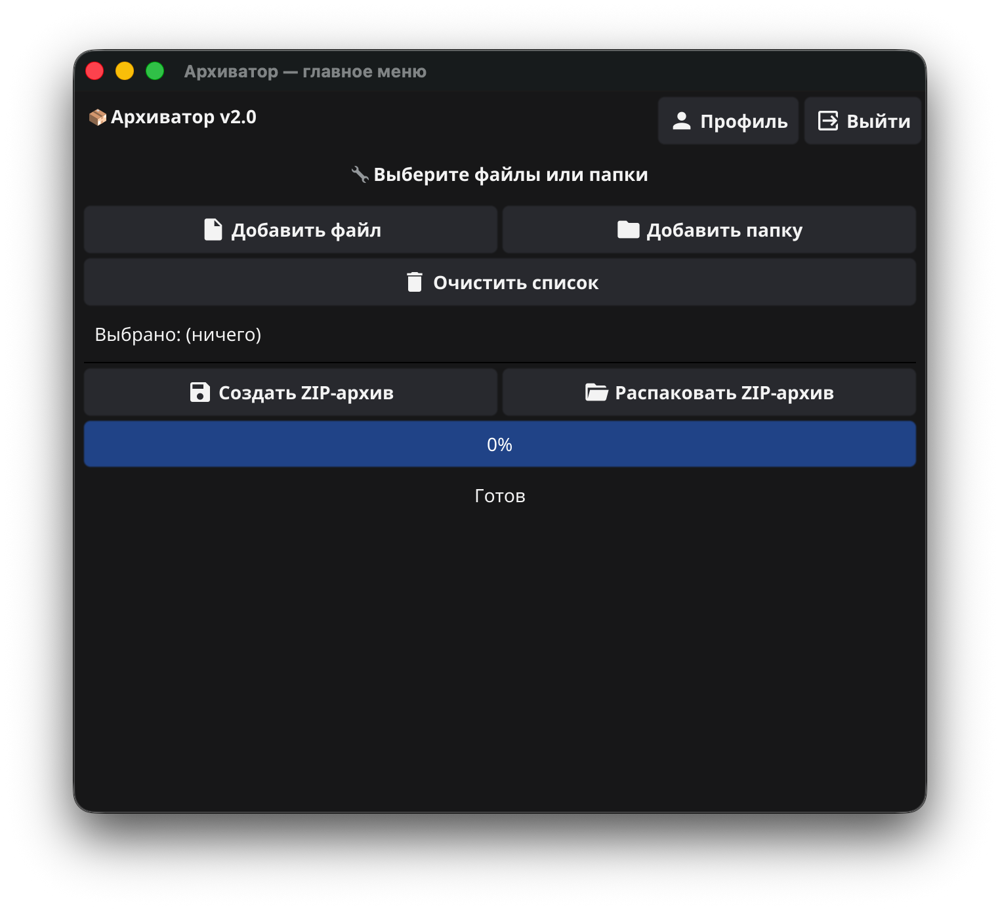 Архиватор — главное меню
Архиватор v2.0
Профиль
Выйти
Выберите файлы или папки
Добавить файл
Добавить папку
Очистить список
Выбрано: (ничего)
Создать ZIP-архив
Распаковать ZIP-архив
0%
Готов